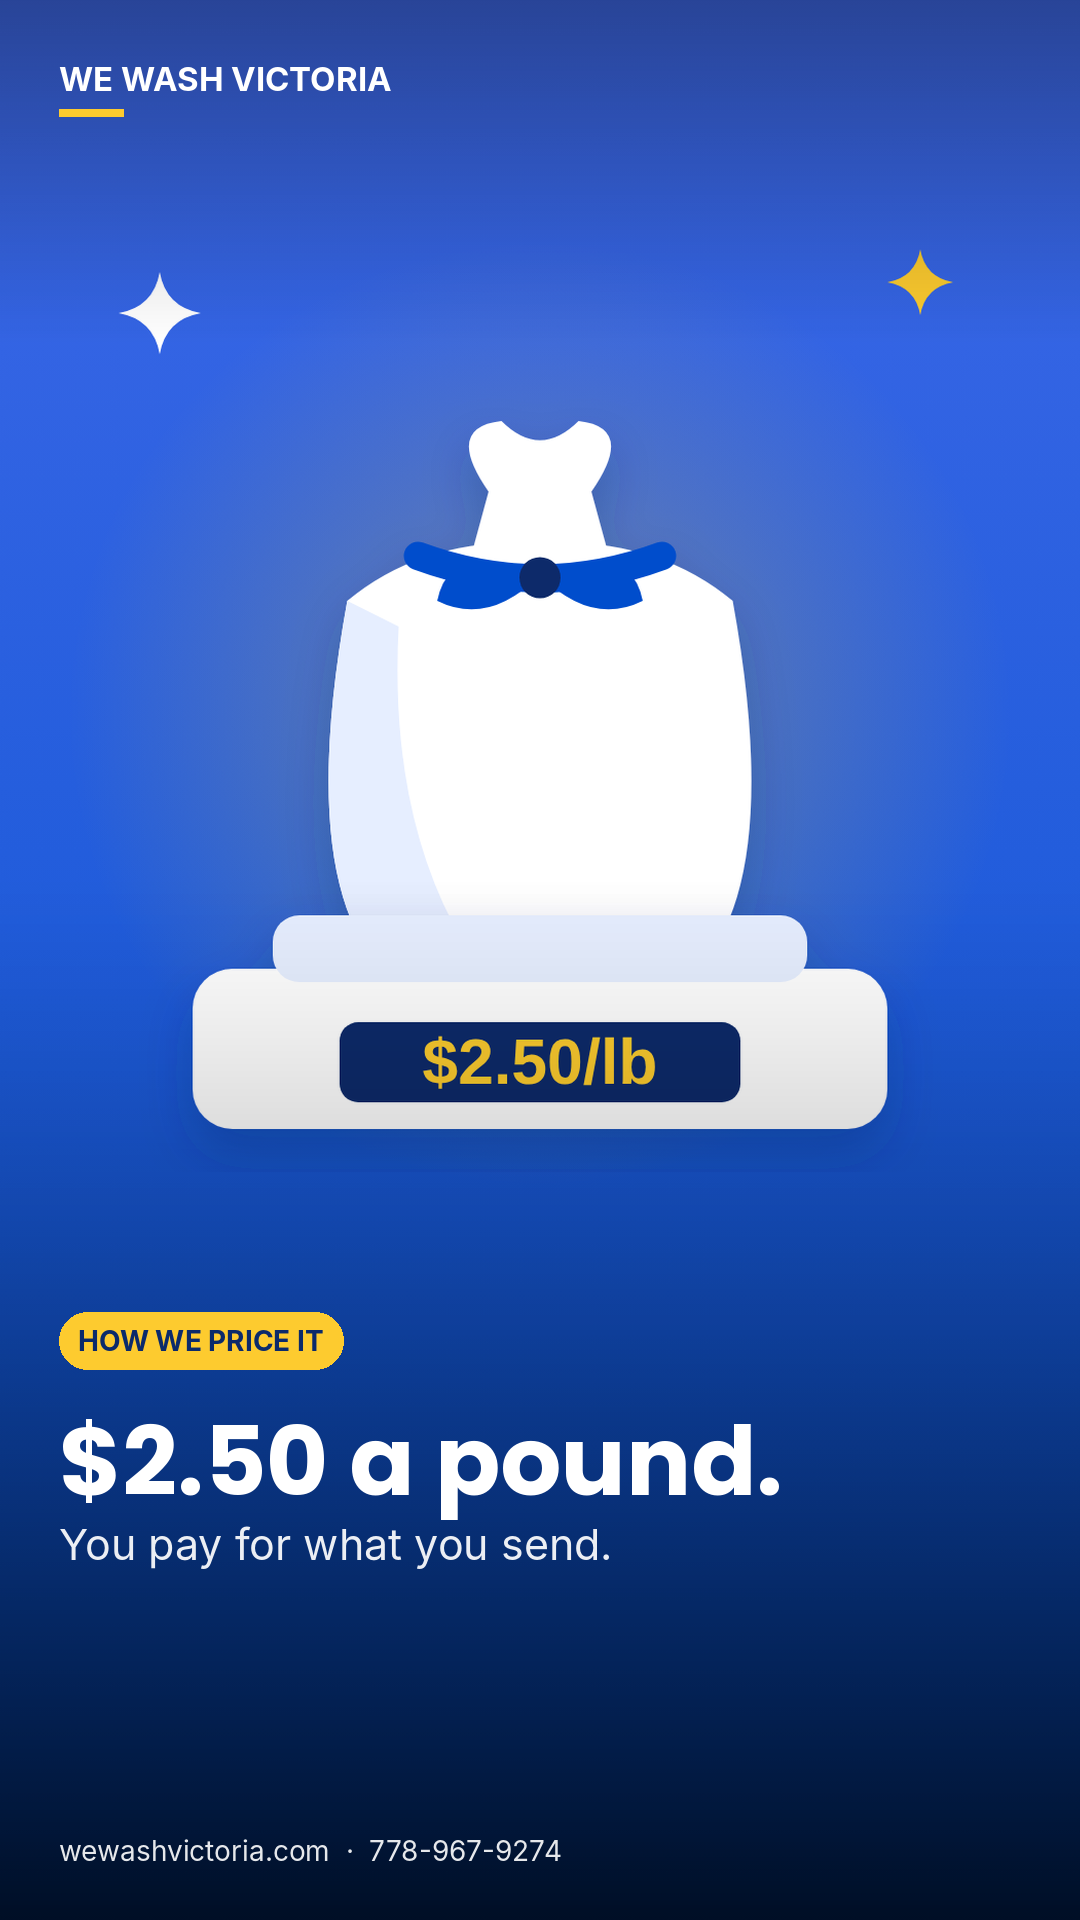 WE WASH VICTORIA
$2.50/lb
HOW WE PRICE IT
$2.50 a pound.
You pay for what you send.
wewashvictoria.com · 778-967-9274